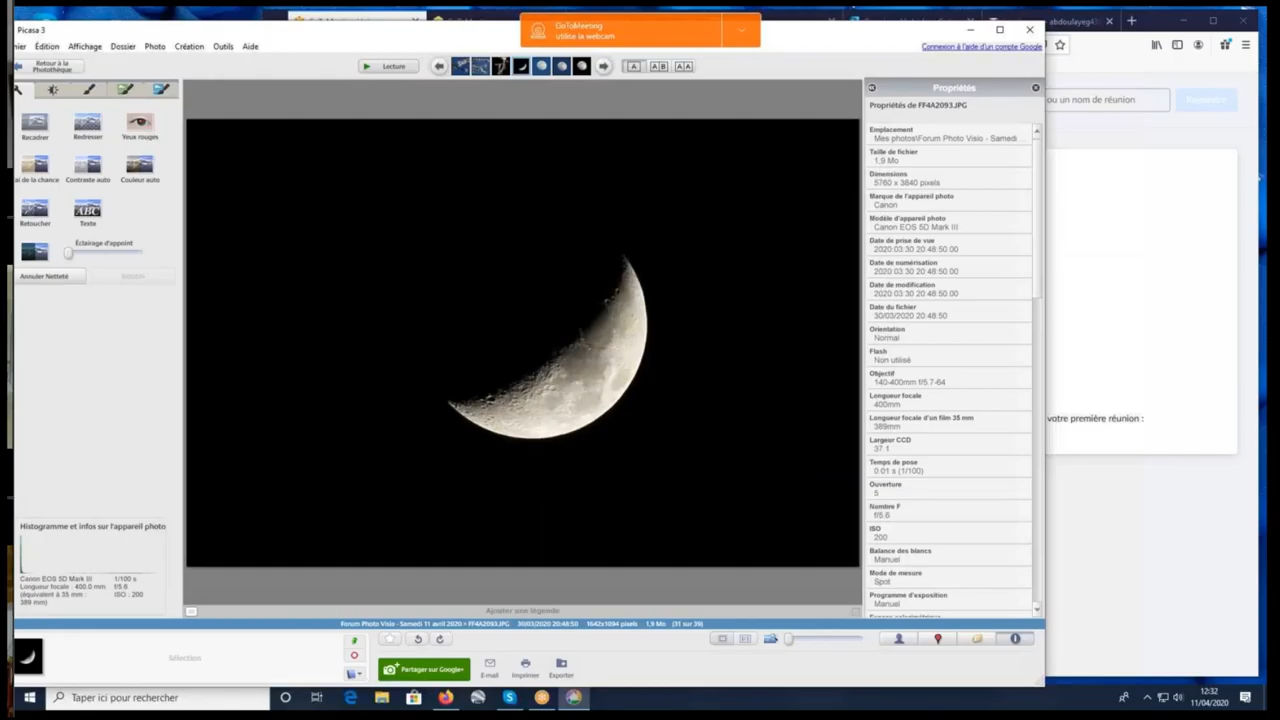 GoToMeeting
utilise la webcam
Picasa 3
Édition
Affichage
Dossier
Photo
Création
Outils
Aide
Connexion à l'aide d'un compte Google
Retour à la
Photothèque
Lecture
A
A B
A A
Recadrer
Redresser
Yeux rouges
de la chance
Contraste auto
Couleur auto
Retoucher
ABC
Texte
Éclairage d'appoint
Annuler Netteté
Propriétés
Propriétés de FF4A2093.JPG
Emplacement
Mes photos\Forum Photo Visio - Samedi ...
Taille de fichier
1,9 Mo
Dimensions
5760 x 3840 pixels
Marque de l'appareil photo
Canon
Modèle d'appareil photo
Canon EOS 5D Mark III
Date de prise de vue
2020:03:30 20:48:50.00
Date de numérisation
2020:03:30 20:48:50.00
Date de modification
2020:03:30 20:48:50.00
Date du fichier
30/03/2020 20:48:50
Orientation
Normal
Flash
Non utilisé
Objectif
140-400mm f/5.7-64
Longueur focale
400mm
Longueur focale d'un film 35 mm
389mm
Largeur CCD
37.1
Temps de pose
0.01 s (1/100)
Ouverture
5
Nombre F
f/5.6
ISO
200
Balance des blancs
Manuel
Mode de mesure
Spot
Programme d'exposition
Manuel
ou un nom de réunion
votre première réunion :
Histogramme et infos sur l'appareil photo
Canon EOS 5D Mark III 1/100 s
Longueur focale : 400.0 mm f/5.6
(équivalent à 35 mm : ISO : 200
389 mm)
Ajouter une légende
Forum Photo Visio - Samedi 11 avril 2020 > FF4A2093.JPG 30/03/2020 20:48:50 1642x1094 pixels 1,9 Mo (31 sur 39)
Sélection
Partager sur Google+
E-mail
Imprimer
Exporter
Taper ici pour rechercher
12:32
11/04/2020